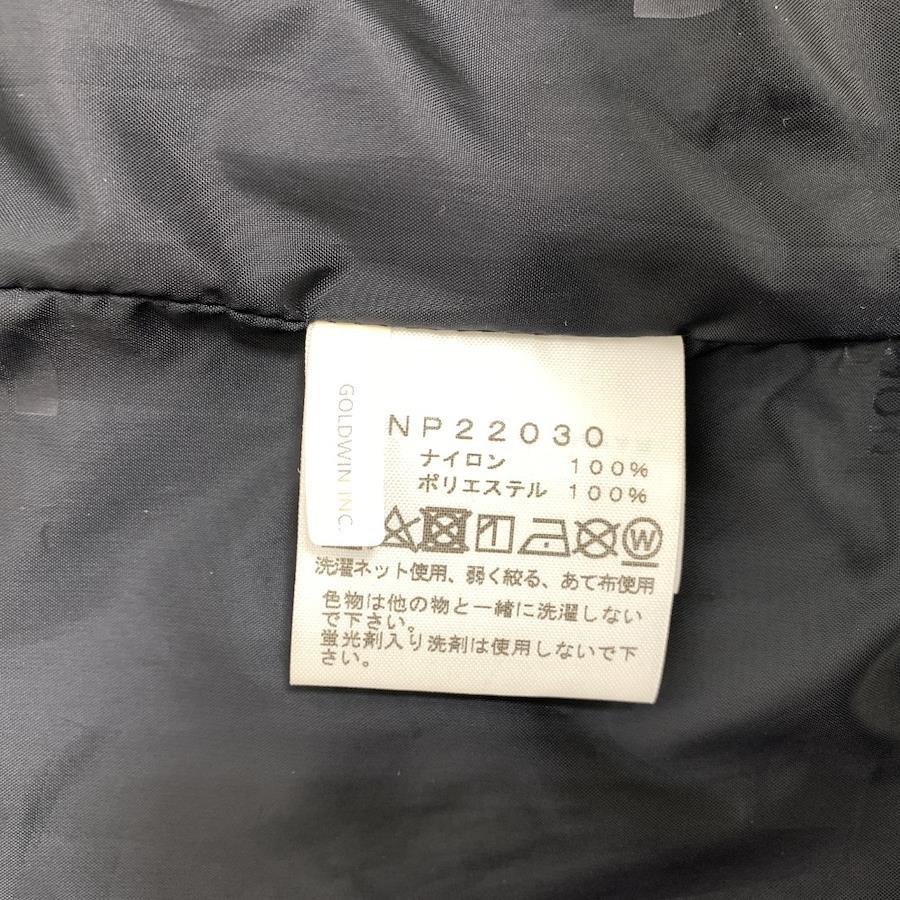 GOLDWIN INC.
NP22030
ナイロン 100%
ポリエステル 100%
W
洗濯ネット使用、弱く絞る、あて布使用
色物は他の物と一緒に洗濯しない
で下さい。
蛍光剤入り洗剤は使用しないで下
さい。